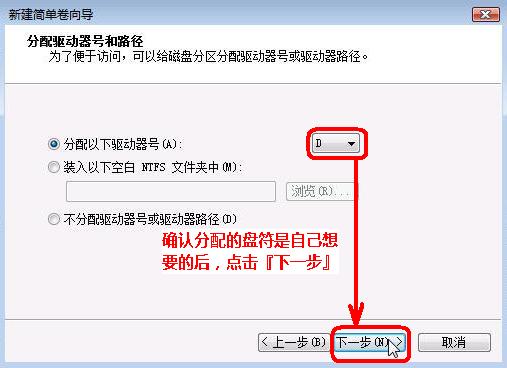 新建简单卷向导
分配驱动器号和路径
为了便于访问，可以给磁盘分区分配驱动器号或驱动器路径。
分配以下驱动器号(A): D
装入以下空白 NTFS 文件夹中(M):
浏览(R)...
不分配驱动器号或驱动器路径(D)
确认分配的盘符是自己想
要的后，点击『下一步』
< 上一步(B) 下一步(N) > 取消